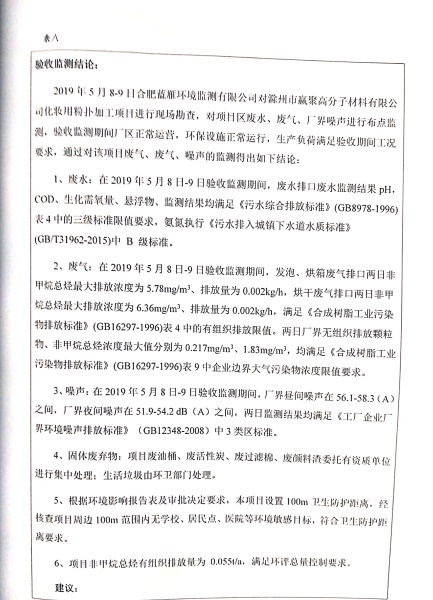 表八
验收监测结论：
2019 年 5 月 8-9 日合肥蓝雁环境监测有限公司对滁州市赢聚高分子材料有限公
司化妆用粉扑加工项目进行现场勘查，对项目区废水、废气、厂界噪声进行布点监
测，验收监测期间厂区正常运营，环保设施正常运行，生产负荷满足验收期间工况
要求，通过对该项目废气、废气、噪声的监测得出如下结论：
1、废水：在 2019 年 5 月 8 日-9 日验收监测期间，废水排口废水监测结果 pH，
COD、生化需氧量、悬浮物、监测结果均满足《污水综合排放标准》(GB8978-1996)
表 4 中的三级标准限值要求，氨氮执行《污水排入城镇下水道水质标准》
(GB/T31962-2015)中 B 级标准。
2、废气：在 2019 年 5 月 8 日-9 日验收监测期间，发泡、烘箱废气排口两日非
甲烷总烃最大排放浓度为 5.78mg/m³、排放量为 0.002kg/h，烘干废气排口两日非甲
烷总烃最大排放浓度为 6.36mg/m³、排放量为 0.002kg/h，满足《合成树脂工业污染
物排放标准》(GB16297-1996)表 4 中的有组织排放限值。两日厂界无组织排放颗粒
物、非甲烷总烃浓度最大值分别为 0.217mg/m³、1.83mg/m³，均满足《合成树脂工业
污染物排放标准》(GB16297-1996)表 9 中企业边界大气污染物浓度限值要求。
3、噪声：在 2019 年 5 月 8 日-9 日验收监测期间，厂界昼间噪声在 56.1-58.3（A）
之间，厂界夜间噪声在 51.9-54.2 dB（A）之间，两日监测结果均满足《工厂企业厂
界环境噪声排放标准》（GB12348-2008）中 3 类区标准。
4、固体废弃物：项目废油桶、废活性炭、废过滤棉、废颜料渣委托有资质单位
进行集中处理；生活垃圾由环卫部门处理。
5、根据环境影响报告表及审批决定要求，本项目设置 100m 卫生防护距离，经
核查项目周边 100m 范围内无学校、居民点、医院等环境敏感目标，符合卫生防护距
离要求。
6、项目非甲烷总烃有组织排放量为 0.055t/a，满足环评总量控制要求。
建议：